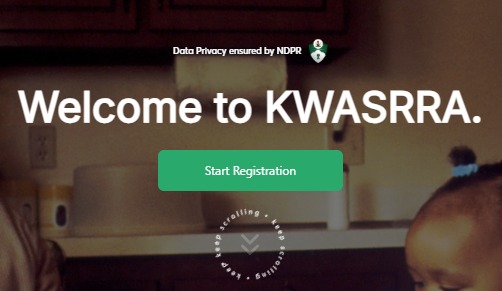 Data Privacy ensured by NDPR
Welcome to KWASRRA.
Start Registration
keep scrolling • keep scrolling • keep scrolling •